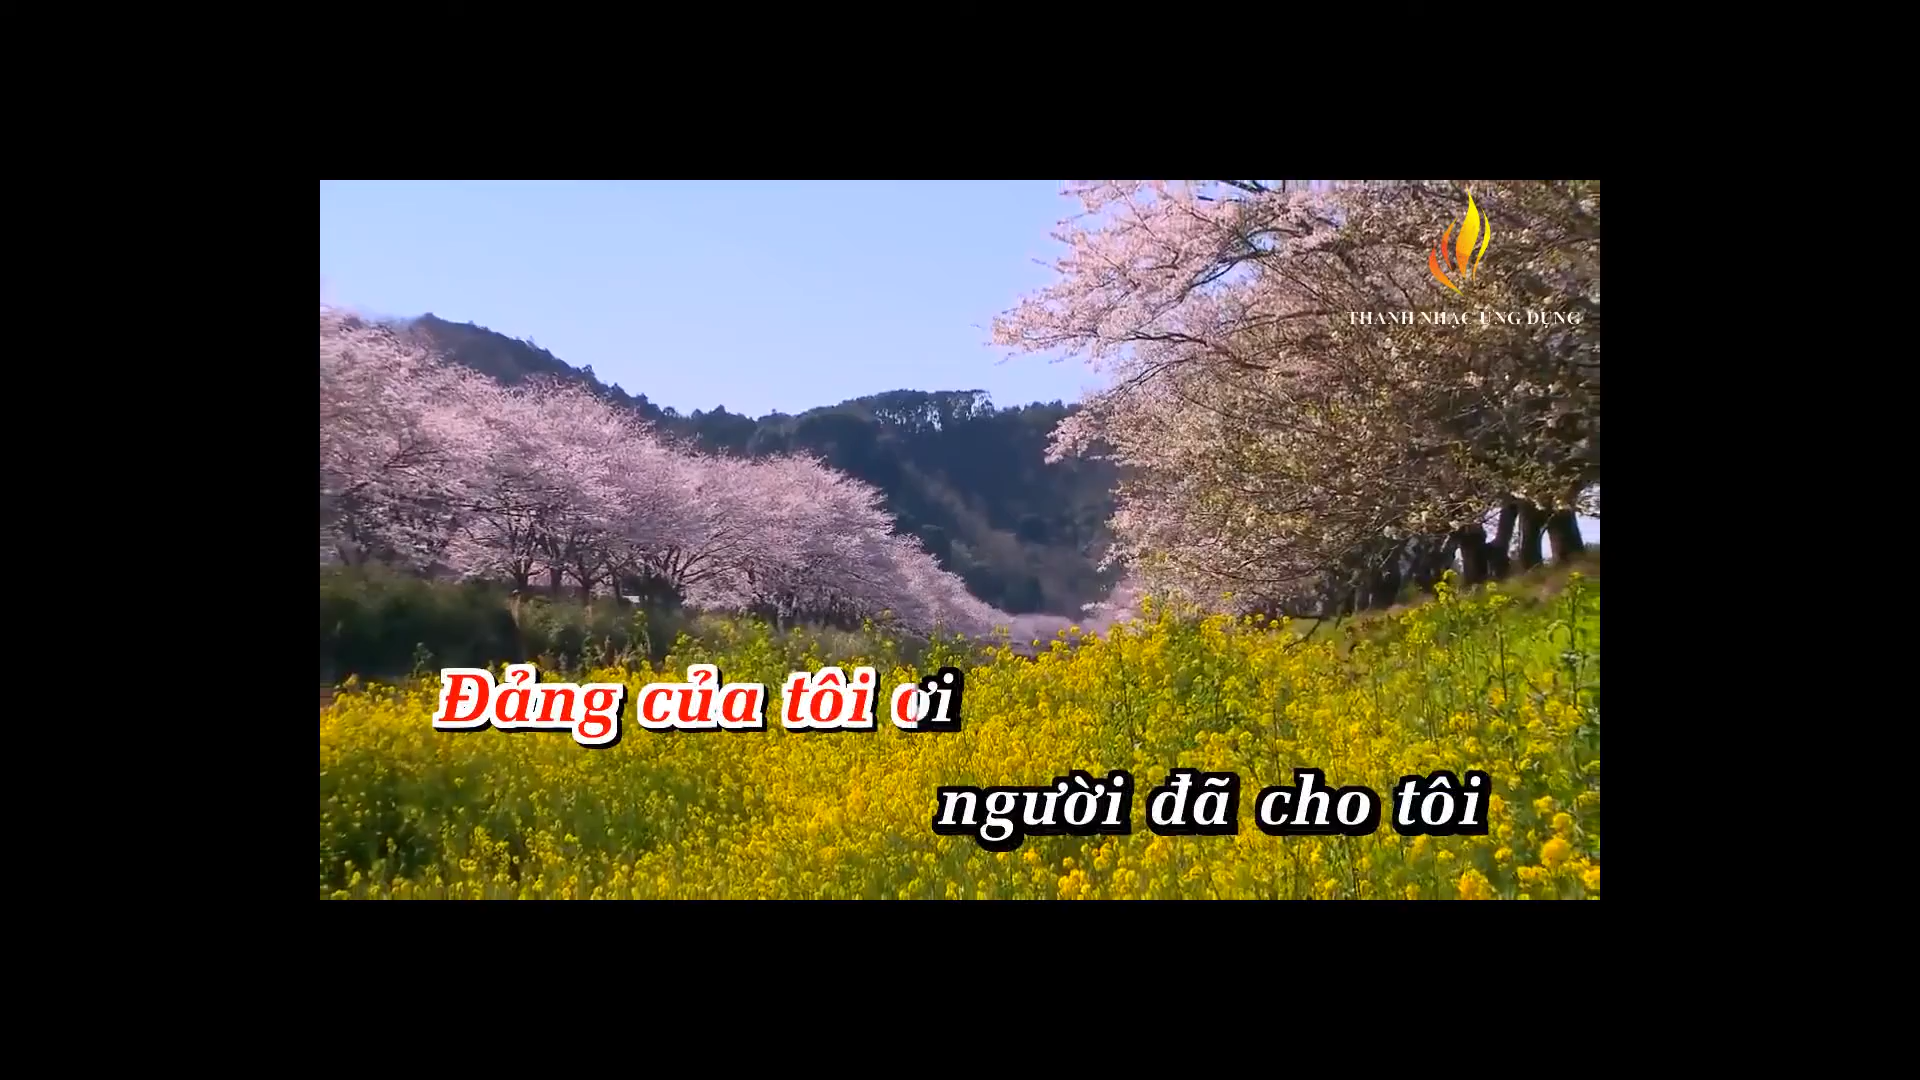 THANH NHẠC ỨNG DỤNG
Đảng của tôi ơi
người đã cho tôi